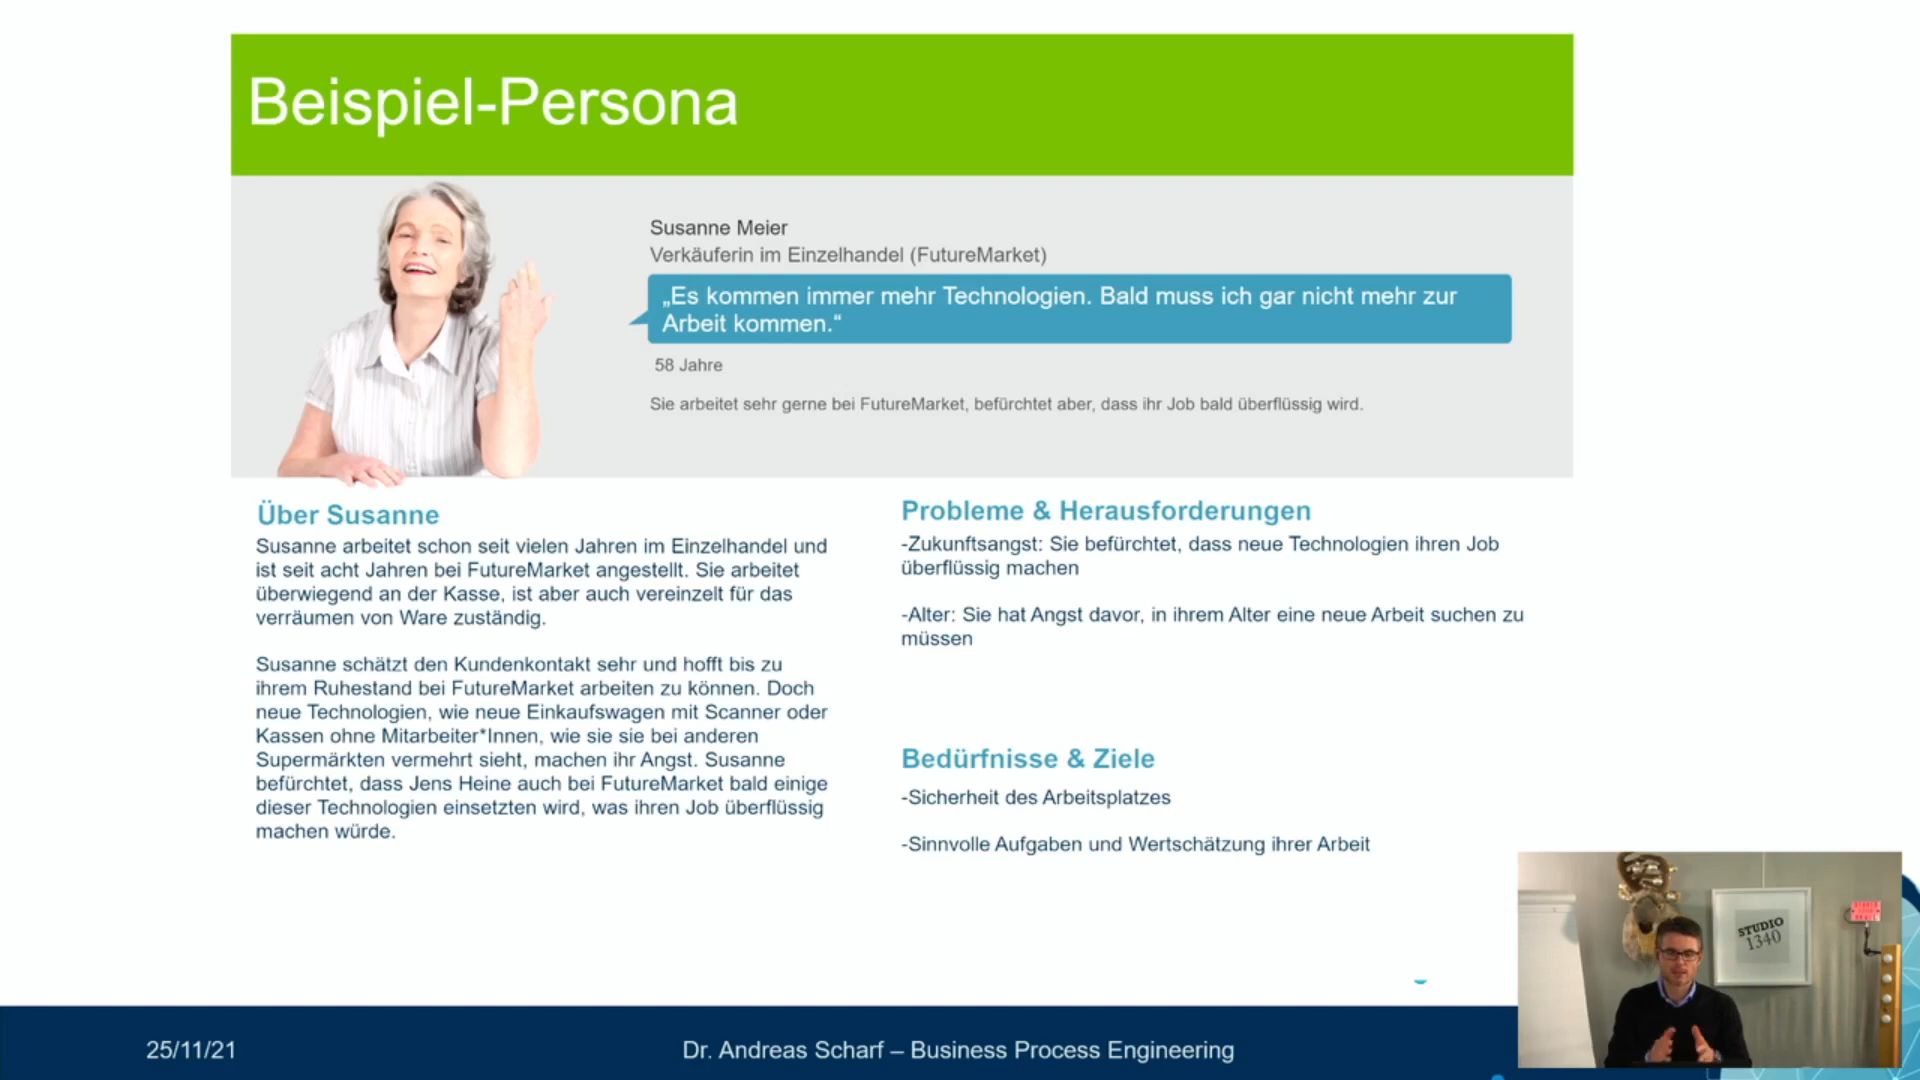 Beispiel-Persona
Susanne Meier
Verkäuferin im Einzelhandel (FutureMarket)
„Es kommen immer mehr Technologien. Bald muss ich gar nicht mehr zur
Arbeit kommen.“
58 Jahre
Sie arbeitet sehr gerne bei FutureMarket, befürchtet aber, dass ihr Job bald überflüssig wird.
Über Susanne
Susanne arbeitet schon seit vielen Jahren im Einzelhandel und
ist seit acht Jahren bei FutureMarket angestellt. Sie arbeitet
überwiegend an der Kasse, ist aber auch vereinzelt für das
verräumen von Ware zuständig.
Susanne schätzt den Kundenkontakt sehr und hofft bis zu
ihrem Ruhestand bei FutureMarket arbeiten zu können. Doch
neue Technologien, wie neue Einkaufswagen mit Scanner oder
Kassen ohne Mitarbeiter*Innen, wie sie sie bei anderen
Supermärkten vermehrt sieht, machen ihr Angst. Susanne
befürchtet, dass Jens Heine auch bei FutureMarket bald einige
dieser Technologien einsetzten wird, was ihren Job überflüssig
machen würde.
Probleme & Herausforderungen
-Zukunftsangst: Sie befürchtet, dass neue Technologien ihren Job
überflüssig machen
-Alter: Sie hat Angst davor, in ihrem Alter eine neue Arbeit suchen zu
müssen
Bedürfnisse & Ziele
-Sicherheit des Arbeitsplatzes
-Sinnvolle Aufgaben und Wertschätzung ihrer Arbeit
STUDIO
1340
25/11/21
Dr. Andreas Scharf – Business Process Engineering